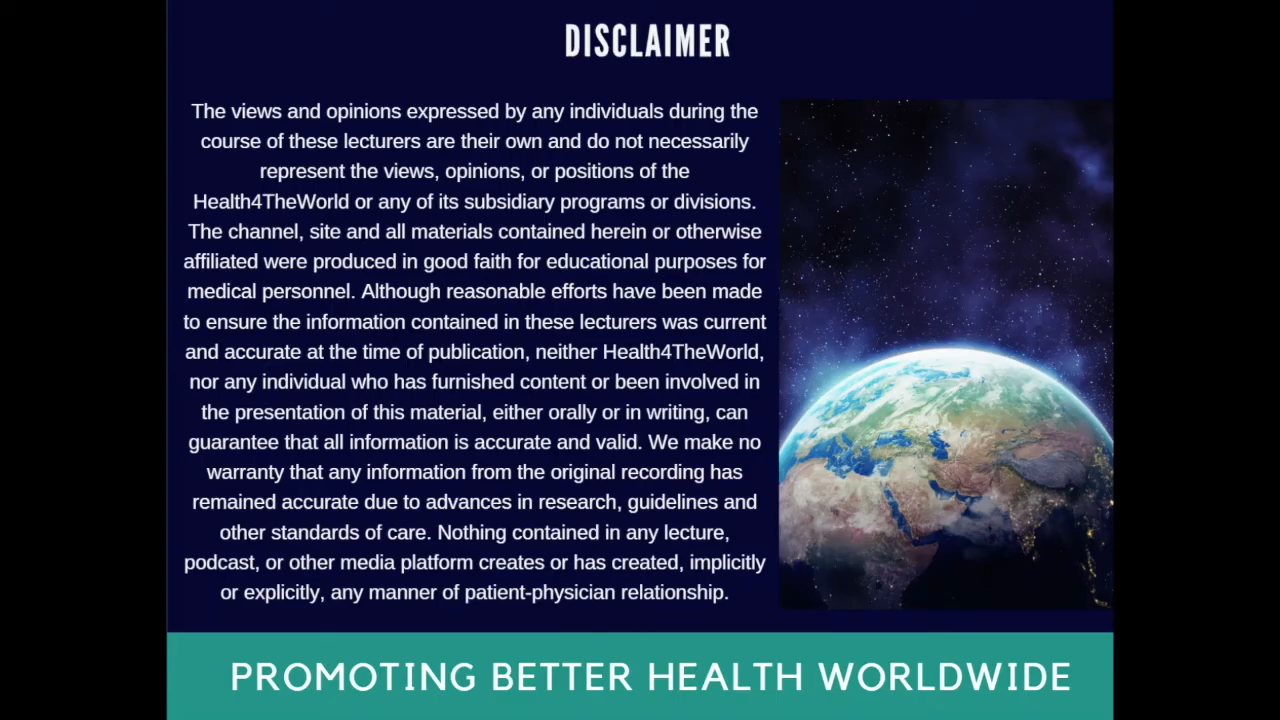 DISCLAIMER
The views and opinions expressed by any individuals during the
course of these lecturers are their own and do not necessarily
represent the views, opinions, or positions of the
Health4TheWorld or any of its subsidiary programs or divisions.
The channel, site and all materials contained herein or otherwise
affiliated were produced in good faith for educational purposes for
medical personnel. Although reasonable efforts have been made
to ensure the information contained in these lecturers was current
and accurate at the time of publication, neither Health4TheWorld,
nor any individual who has furnished content or been involved in
the presentation of this material, either orally or in writing, can
guarantee that all information is accurate and valid. We make no
warranty that any information from the original recording has
remained accurate due to advances in research, guidelines and
other standards of care. Nothing contained in any lecture,
podcast, or other media platform creates or has created, implicitly
or explicitly, any manner of patient-physician relationship.
PROMOTING BETTER HEALTH WORLDWIDE